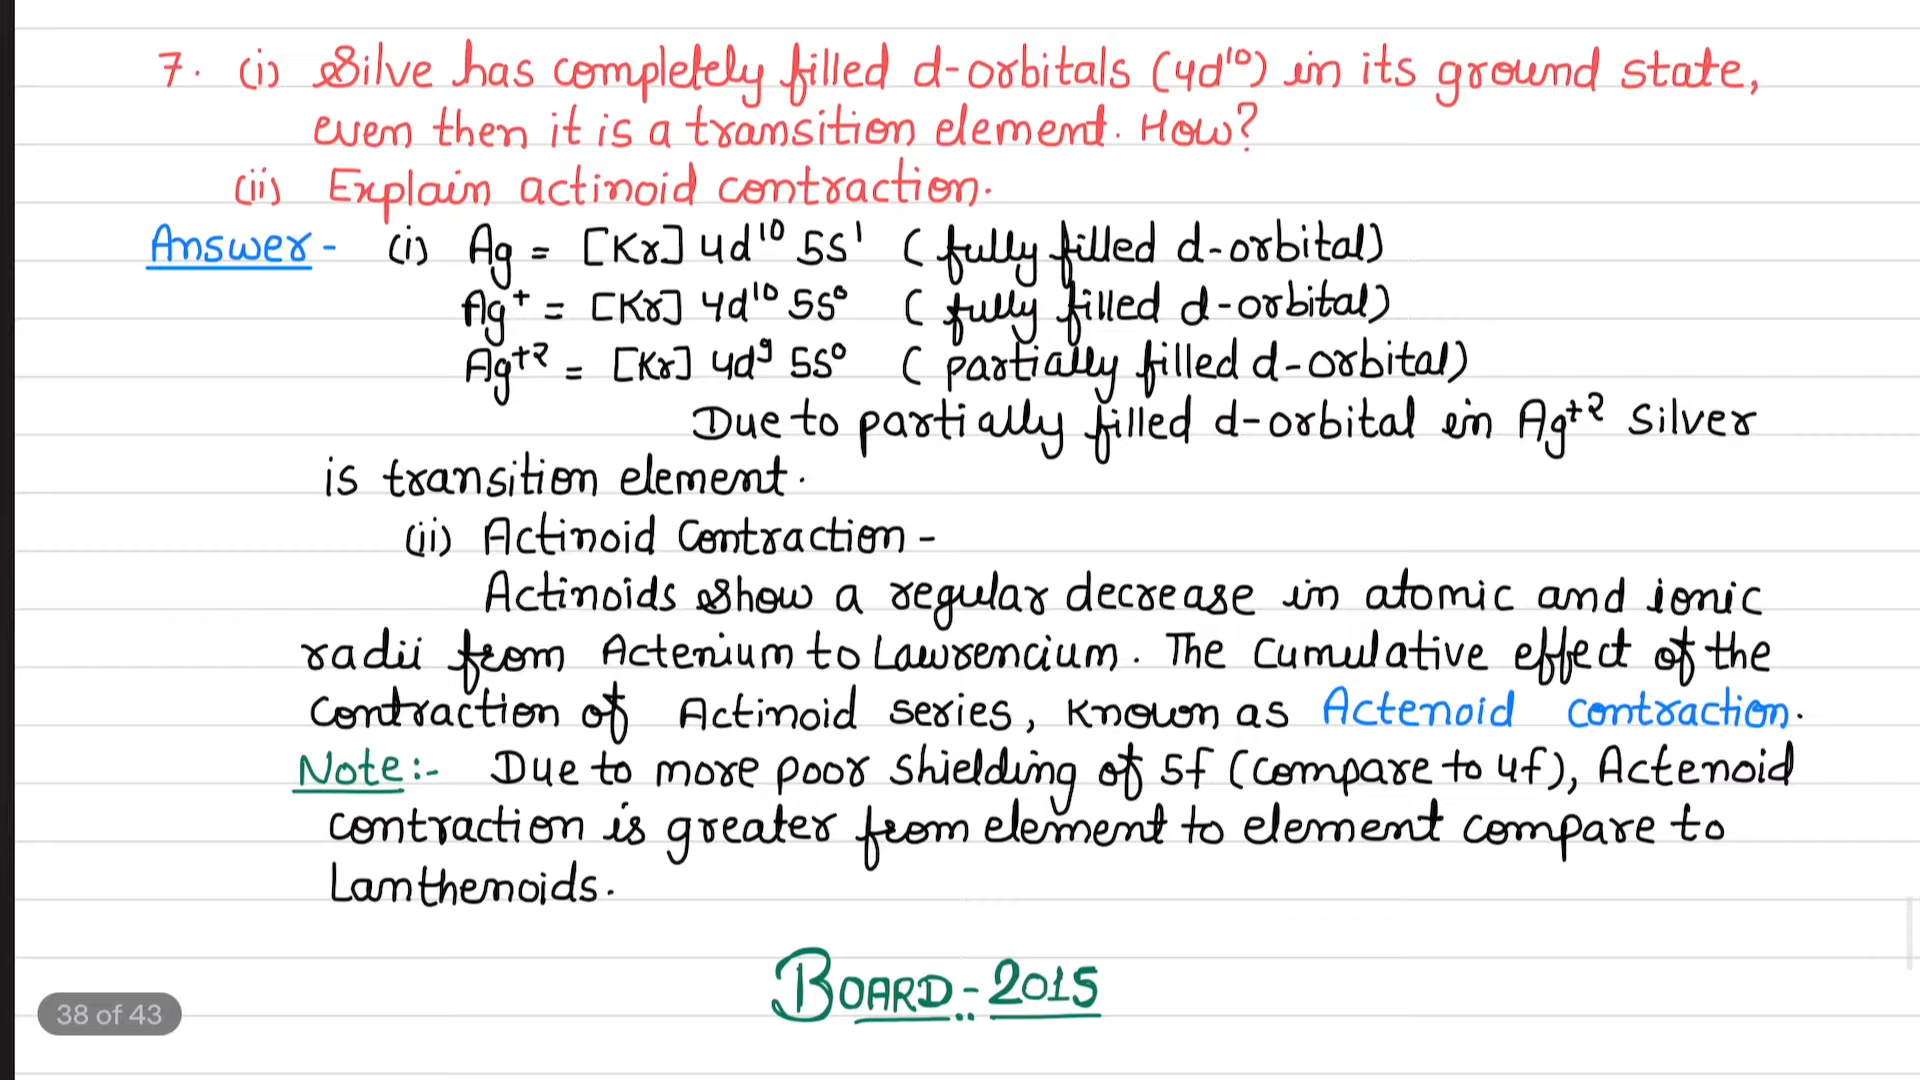 7. (i) Silve has completely filled d-orbitals (4d¹⁰) in its ground state,
even then it is a transition element. How?
(ii) Explain actinoid contraction.
Answer - (i) Ag = [Kr] 4d¹⁰ 5s¹ (fully filled d-orbital)
Ag⁺ = [Kr] 4d¹⁰ 5s⁰ (fully filled d-orbital)
Ag⁺² = [Kr] 4d⁹ 5s⁰ (partially filled d-orbital)
Due to partially filled d-orbital in Ag⁺² Silver
is transition element.
(ii) Actinoid Contraction -
Actinoids show a regular decrease in atomic and ionic
radii from Actenium to Lawrencium. The Cumulative effect of the
contraction of Actinoid series, known as Actenoid contraction.
Note:- Due to more poor shielding of 5f (compare to 4f), Actenoid
contraction is greater from element to element compare to
Lanthenoids.
BOARD - 2015
38 of 43